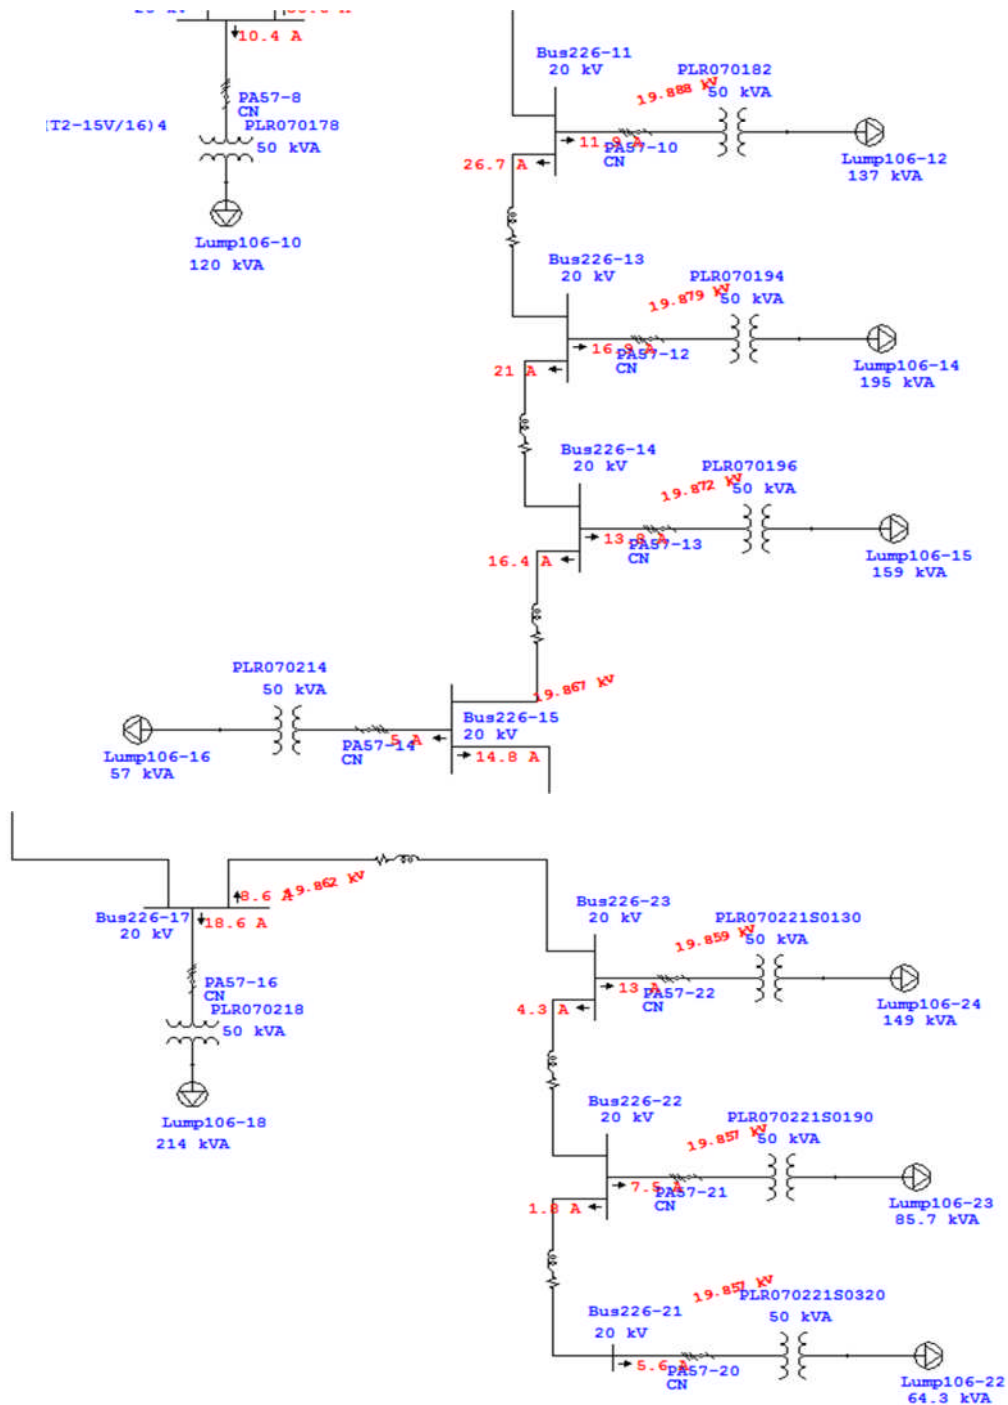 10.4 A
PA57-8
CN
(T2-15V/16)4
PLR070178
50 kVA
Lump106-10
120 kVA
Bus226-11
20 kV
19.888 kV
PLR070182
50 kVA
PA57-10
CN
26.7 A
Lump106-12
137 kVA
Bus226-13
20 kV
19.879 kV
PLR070194
50 kVA
PA57-12
CN
21 A
Lump106-14
195 kVA
Bus226-14
20 kV
19.872 kV
PLR070196
50 kVA
PA57-13
CN
16.4 A
Lump106-15
159 kVA
PLR070214
50 kVA
19.867 kV
Bus226-15
20 kV
PA57-14
CN
5 A
14.8 A
Lump106-16
57 kVA
8.6 A
19.862 kV
Bus226-17
20 kV
18.6 A
PA57-16
CN
PLR070218
50 kVA
Lump106-18
214 kVA
Bus226-23
20 kV
19.859 kV
PLR070221S0130
50 kVA
13 A
PA57-22
CN
4.3 A
Lump106-24
149 kVA
Bus226-22
20 kV
19.857 kV
PLR070221S0190
50 kVA
7.5 A
PA57-21
CN
1.8 A
Lump106-23
85.7 kVA
Bus226-21
20 kV
19.857 kV
PLR070221S0320
50 kVA
5.6 A
PA57-20
CN
Lump106-22
64.3 kVA